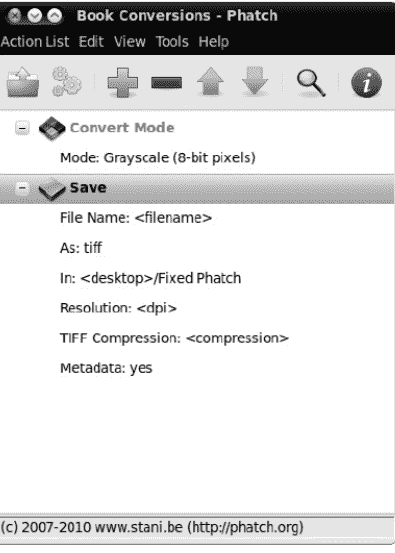 Book Conversions - Phatch
Action List Edit View Tools Help
Convert Mode
Mode: Grayscale (8-bit pixels)
Save
File Name: <filename>
As: tiff
In: <desktop>/Fixed Phatch
Resolution: <dpi>
TIFF Compression: <compression>
Metadata: yes
(c) 2007-2010 www.stani.be (http://phatch.org)